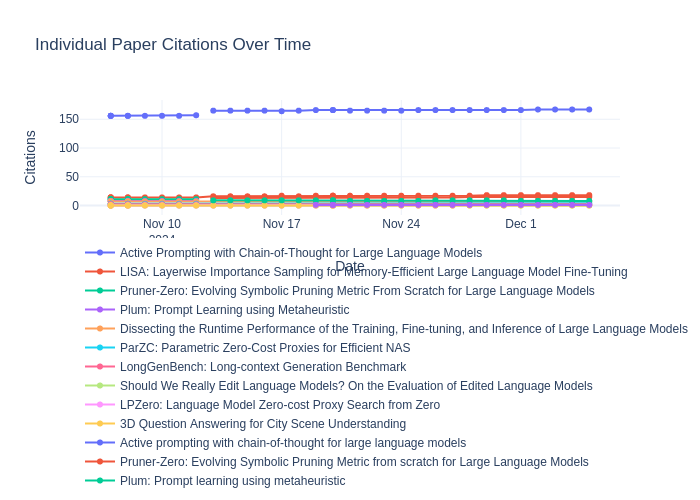 Individual Paper Citations Over Time
Citations
150
100
50
0
Nov 10
2024
Nov 17
Nov 24
Dec 1
Date
Active Prompting with Chain-of-Thought for Large Language Models
LISA: Layerwise Importance Sampling for Memory-Efficient Large Language Model Fine-Tuning
Pruner-Zero: Evolving Symbolic Pruning Metric From Scratch for Large Language Models
Plum: Prompt Learning using Metaheuristic
Dissecting the Runtime Performance of the Training, Fine-tuning, and Inference of Large Language Models
ParZC: Parametric Zero-Cost Proxies for Efficient NAS
LongGenBench: Long-context Generation Benchmark
Should We Really Edit Language Models? On the Evaluation of Edited Language Models
LPZero: Language Model Zero-cost Proxy Search from Zero
3D Question Answering for City Scene Understanding
Active prompting with chain-of-thought for large language models
Pruner-Zero: Evolving Symbolic Pruning Metric from scratch for Large Language Models
Plum: Prompt learning using metaheuristic